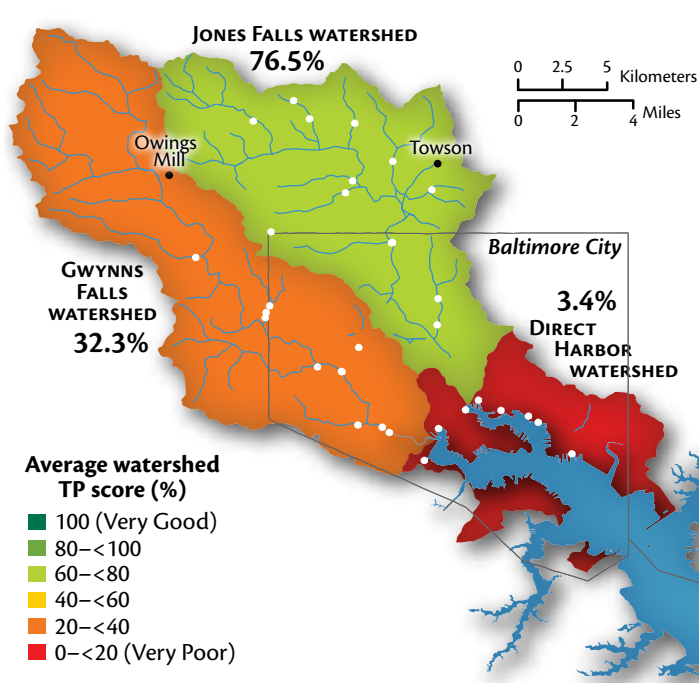 Jones Falls watershed
76.5%
0 2.5 5 Kilometers
0 2 4 Miles
Owings
Mill
Towson
Baltimore City
Gwynns
Falls
watershed
32.3%
3.4%
Direct
Harbor
watershed
Average watershed
TP score (%)
100 (Very Good)
80–<100
60–<80
40–<60
20–<40
0–<20 (Very Poor)